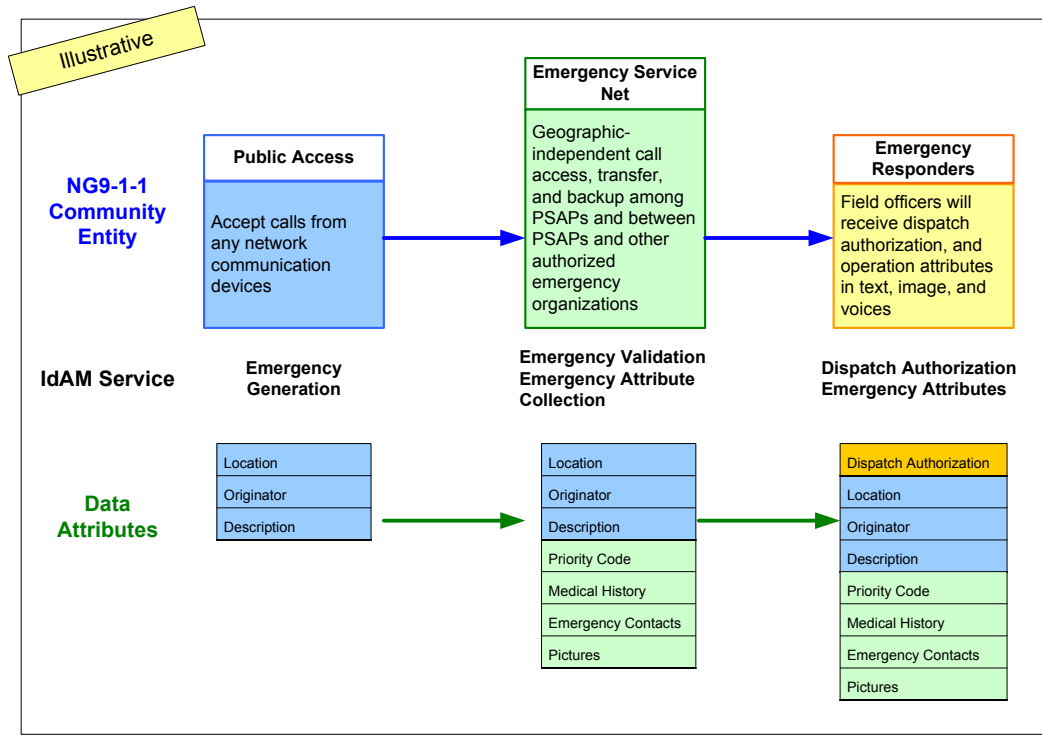 Illustrative
NG9-1-1
Community
Entity
Public Access
Accept calls from
any network
communication
devices
Emergency Service
Net
Geographic-
independent call
access, transfer,
and backup among
PSAPs and between
PSAPs and other
authorized
emergency
organizations
Emergency
Responders
Field officers will
receive dispatch
authorization, and
operation attributes
in text, image, and
voices
IdAM Service
Emergency
Generation
Emergency Validation
Emergency Attribute
Collection
Dispatch Authorization
Emergency Attributes
Data
Attributes
Location
Originator
Description
Location
Originator
Description
Priority Code
Medical History
Emergency Contacts
Pictures
Dispatch Authorization
Location
Originator
Description
Priority Code
Medical History
Emergency Contacts
Pictures